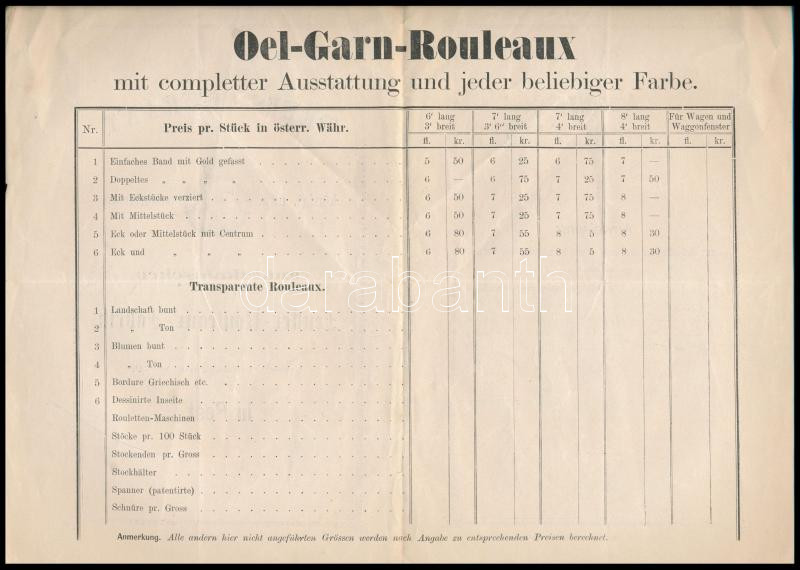 Oel-Garn-Rouleaux
mit completter Ausstattung und jeder beliebiger Farbe.
Nr. Preis pr. Stück in österr. Währ. 6' lang 3' breit 7' lang 3' 6" breit 7' lang 4' breit 8' lang 4' breit Für Wagen und Waggonfenster
fl. kr. fl. kr. fl. kr. fl. kr. fl. kr.
1 Einfaches Band mit Gold gefasst 5 50 6 25 6 75 7 —
2 Doppeltes „ „ „ „ 6 — 6 75 7 25 7 50
3 Mit Eckstücke verziert 6 50 7 25 7 75 8 —
4 Mit Mittelstück 6 50 7 25 7 75 8 —
5 Eck oder Mittelstück mit Centrum 6 80 7 55 8 5 8 30
6 Eck und „ „ „ 6 80 7 55 8 5 8 30
Transparente Rouleaux.
1 Landschaft bunt
2 „ Ton
3 Blumen bunt
4 „ Ton
5 Bordure Griechisch etc.
6 Dessinirte Inseite
Rouletten-Maschinen
Stöcke pr. 100 Stück
Stockenden pr. Gross
Stockhälter
Spanner (patentirte)
Schnüre pr. Gross
Anmerkung. Alle andern hier nicht angeführten Grössen werden nach Angabe zu entsprechenden Preisen berechnet.
darabanth